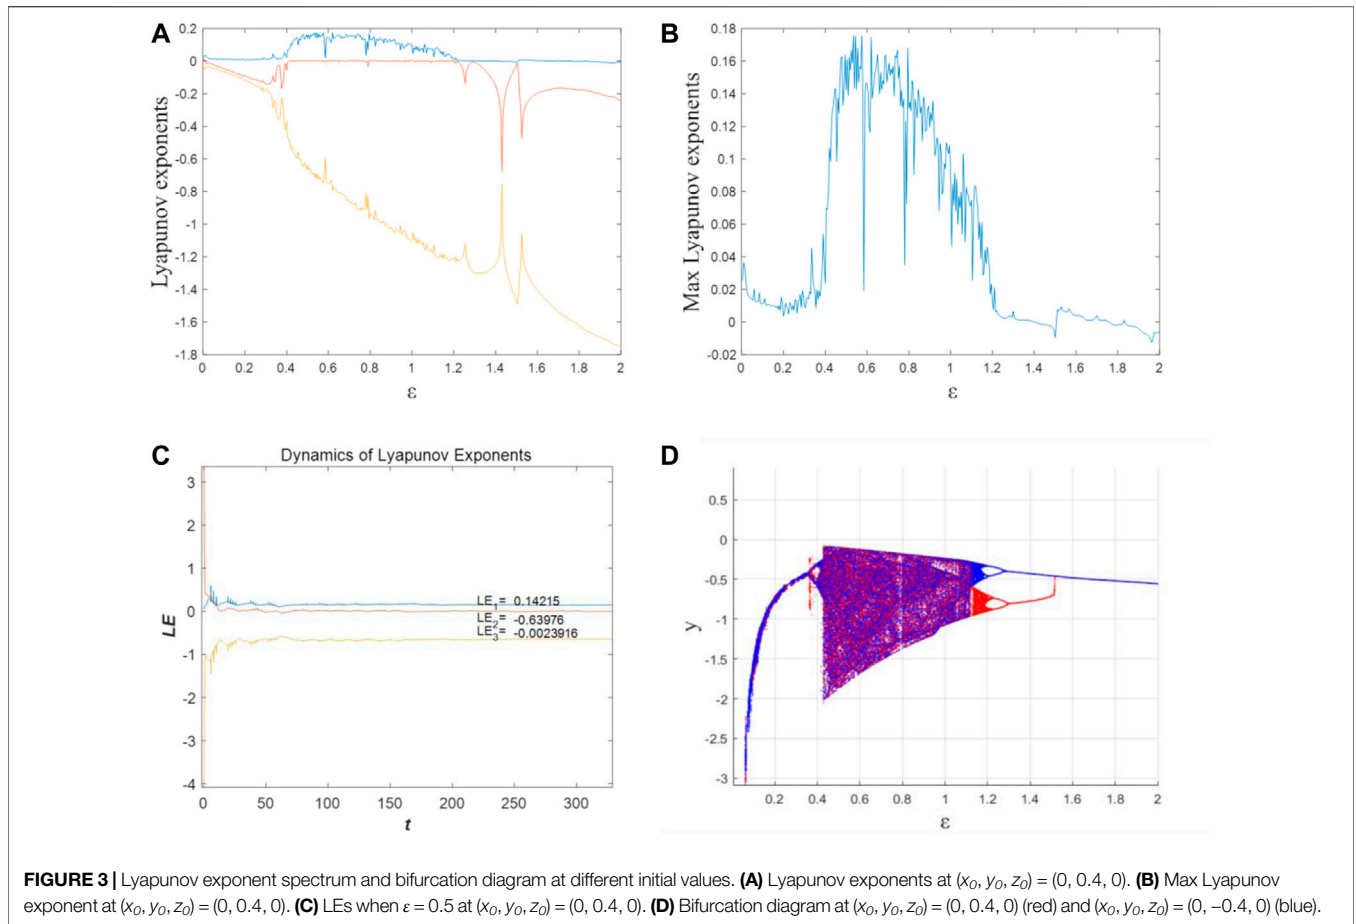 A
0.2
0
-0.2
-0.4
-0.6
-0.8
-1
-1.2
-1.4
-1.6
-1.8
Lyapunov exponents
0 0.2 0.4 0.6 0.8 1 1.2 1.4 1.6 1.8 2
ε
B
0.18
0.16
0.14
0.12
0.1
0.08
0.06
0.04
0.02
0
-0.02
Max Lyapunov exponents
0 0.2 0.4 0.6 0.8 1 1.2 1.4 1.6 1.8 2
ε
C
Dynamics of Lyapunov Exponents
3
2
1
0
-1
-2
-3
-4
LE
LE1= 0.14215
LE2= -0.63976
LE3= -0.0023916
0 50 100 150 200 250 300
t
D
0.5
0
-0.5
-1
-1.5
-2
-2.5
-3
y
0.2 0.4 0.6 0.8 1 1.2 1.4 1.6 1.8 2
ε
FIGURE 3 | Lyapunov exponent spectrum and bifurcation diagram at different initial values. (A) Lyapunov exponents at (x0, y0, z0) = (0, 0.4, 0). (B) Max Lyapunov
exponent at (x0, y0, z0) = (0, 0.4, 0). (C) LEs when ε = 0.5 at (x0, y0, z0) = (0, 0.4, 0). (D) Bifurcation diagram at (x0, y0, z0) = (0, 0.4, 0) (red) and (x0, y0, z0) = (0, −0.4, 0) (blue).